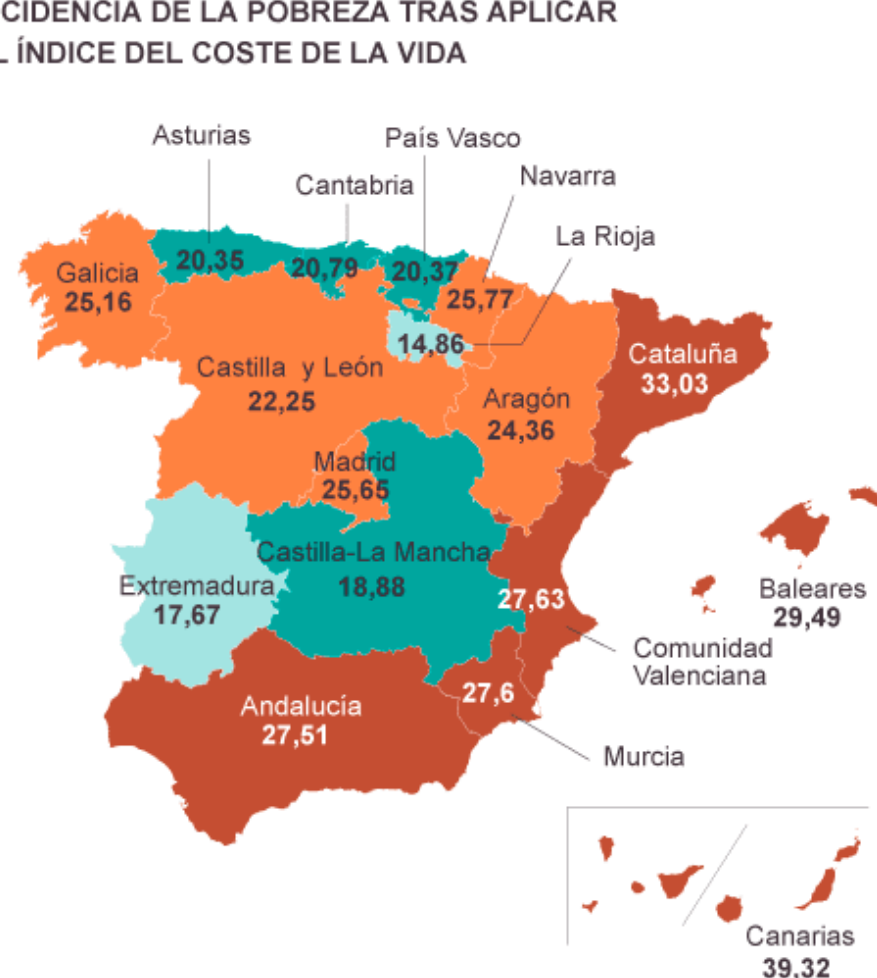 CIDENCIA DE LA POBREZA TRAS APLICAR
L ÍNDICE DEL COSTE DE LA VIDA
Asturias
País Vasco
Cantabria
Navarra
La Rioja
Galicia
25,16
20,35
20,79
20,37
25,77
14,86
Castilla y León
22,25
Aragón
24,36
Cataluña
33,03
Madrid
25,65
Castilla-La Mancha
18,88
Extremadura
17,67
27,63
Baleares
29,49
Comunidad
Valenciana
Andalucía
27,51
27,6
Murcia
Canarias
39,32